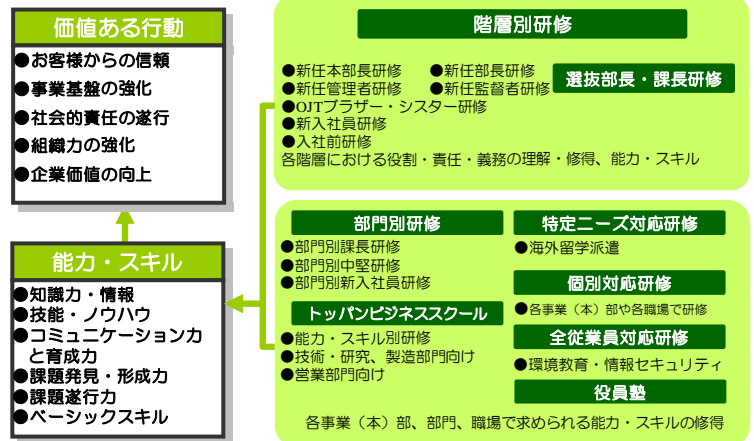 価値ある行動
●お客様からの信頼
●事業基盤の強化
●社会的責任の遂行
●組織力の強化
●企業価値の向上
能力・スキル
●知識力・情報
●技能・ノウハウ
●コミュニケーション力
と育成力
●課題発見・形成力
●課題遂行力
●ベーシックスキル
階層別研修
●新任本部長研修 ●新任部長研修
●新任管理者研修 ●新任監督者研修
選抜部長・課長研修
●OJTブラザー・シスター研修
●新入社員研修
●入社前研修
各階層における役割・責任・義務の理解・修得、能力・スキル
部門別研修
●部門別課長研修
●部門別中堅研修
●部門別新入社員研修
トッパンビジネススクール
●能力・スキル別研修
●技術・研究、製造部門向け
●営業部門向け
特定ニーズ対応研修
●海外留学派遣
個別対応研修
●各事業（本）部や各職場で研修
全従業員対応研修
●環境教育・情報セキュリティ
役員塾
各事業（本）部、部門、職場で求められる能力・スキルの修得